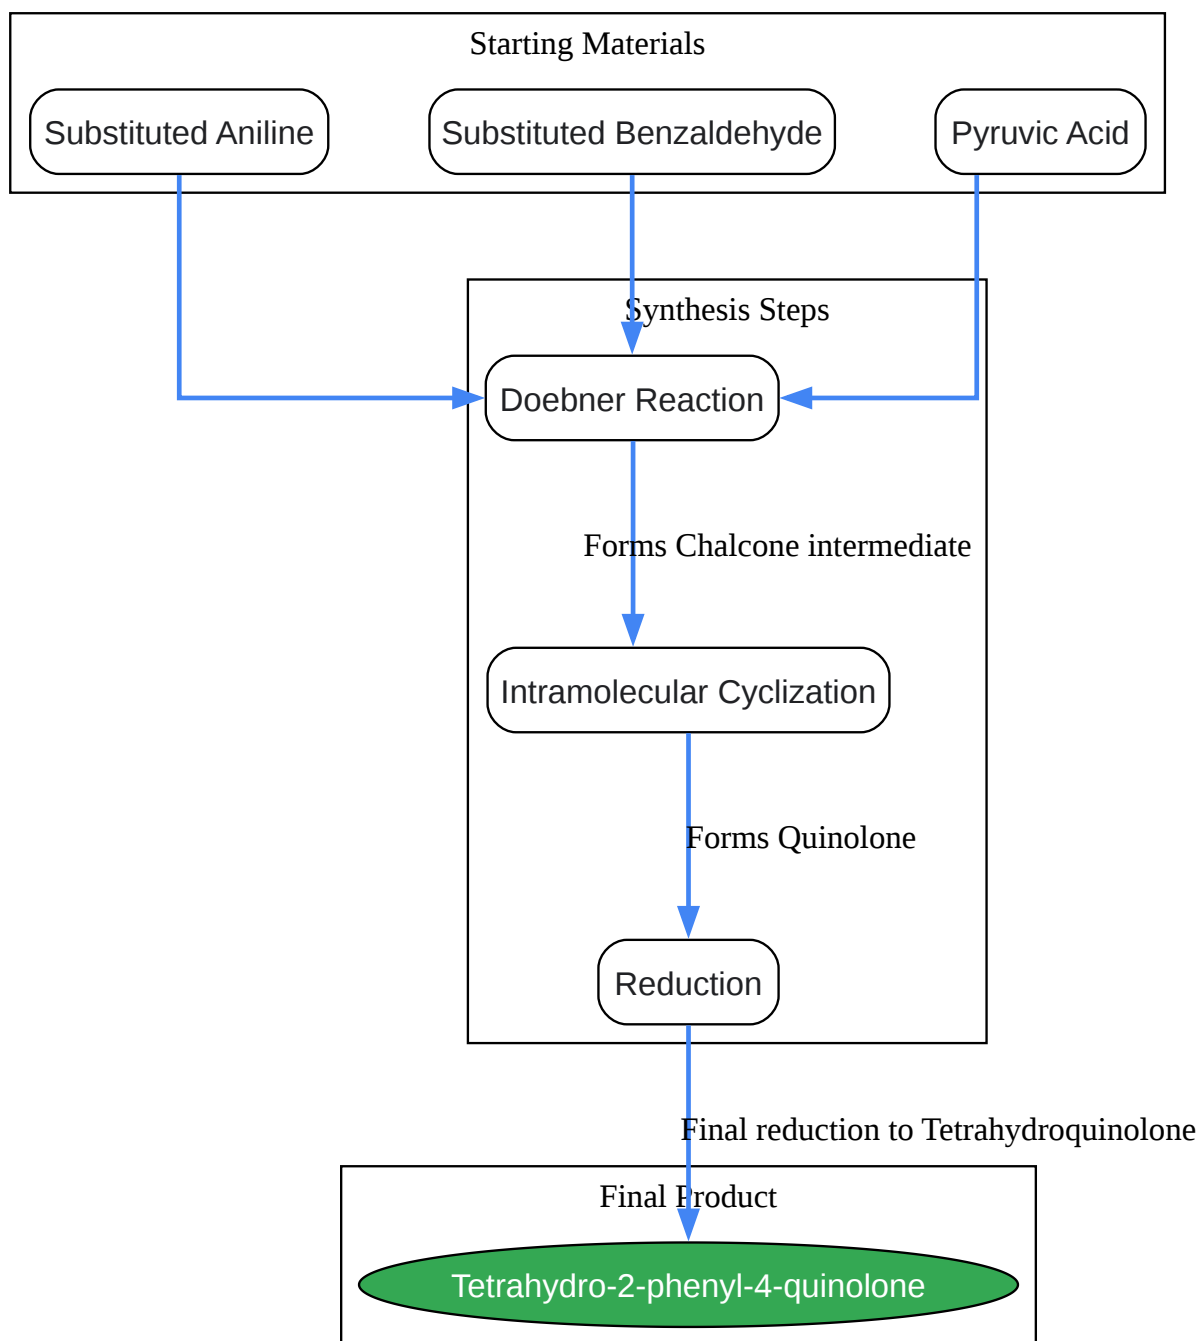 Starting Materials
Substituted Aniline
Substituted Benzaldehyde
Pyruvic Acid
Synthesis Steps
Doebner Reaction
Forms Chalcone intermediate
Intramolecular Cyclization
Forms Quinolone
Reduction
Final reduction to Tetrahydroquinolone
Final Product
Tetrahydro-2-phenyl-4-quinolone